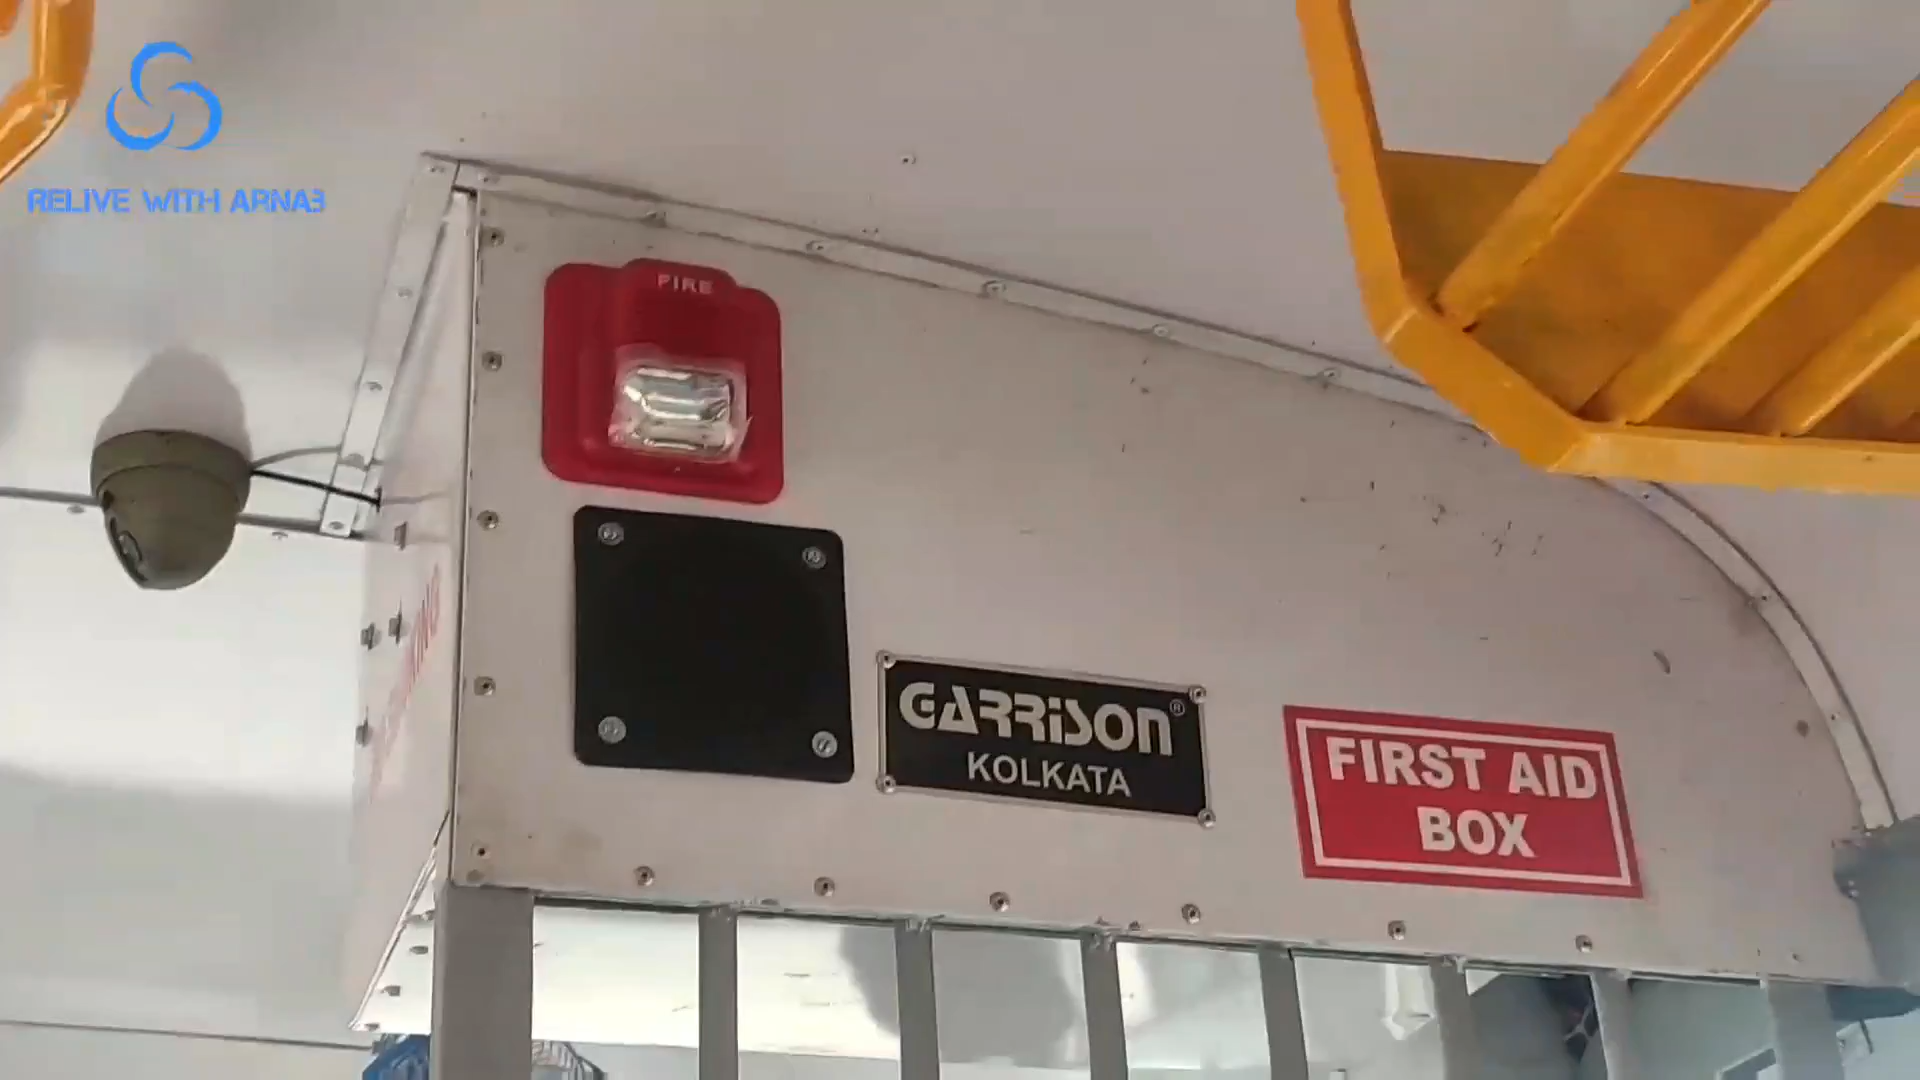 RELIVE WITH ARNAB
FIRE
GARRISON®
KOLKATA
FIRST AID
BOX